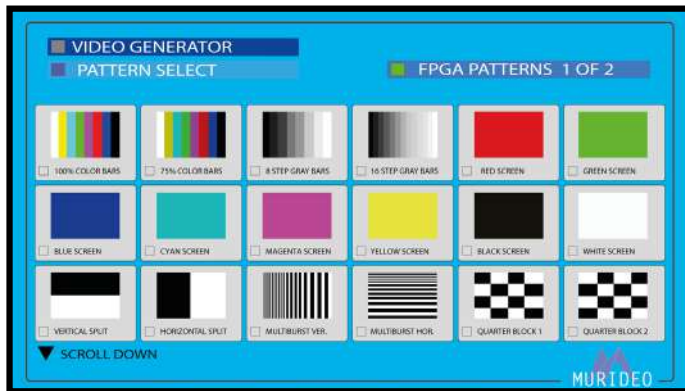 VIDEO GENERATOR
PATTERN SELECT
FPGA PATTERNS 1 OF 2
100% COLOR BARS
75% COLOR BARS
8 STEP GRAY BARS
16 STEP GRAY BARS
RED SCREEN
GREEN SCREEN
BLUE SCREEN
CYAN SCREEN
MAGENTA SCREEN
YELLOW SCREEN
BLACK SCREEN
WHITE SCREEN
VERTICAL SPLIT
HORIZONTAL SPLIT
MULTIBURST VER.
MULTIBURST HOR.
QUARTER BLOCK 1
QUARTER BLOCK 2
SCROLL DOWN
MURIDEO